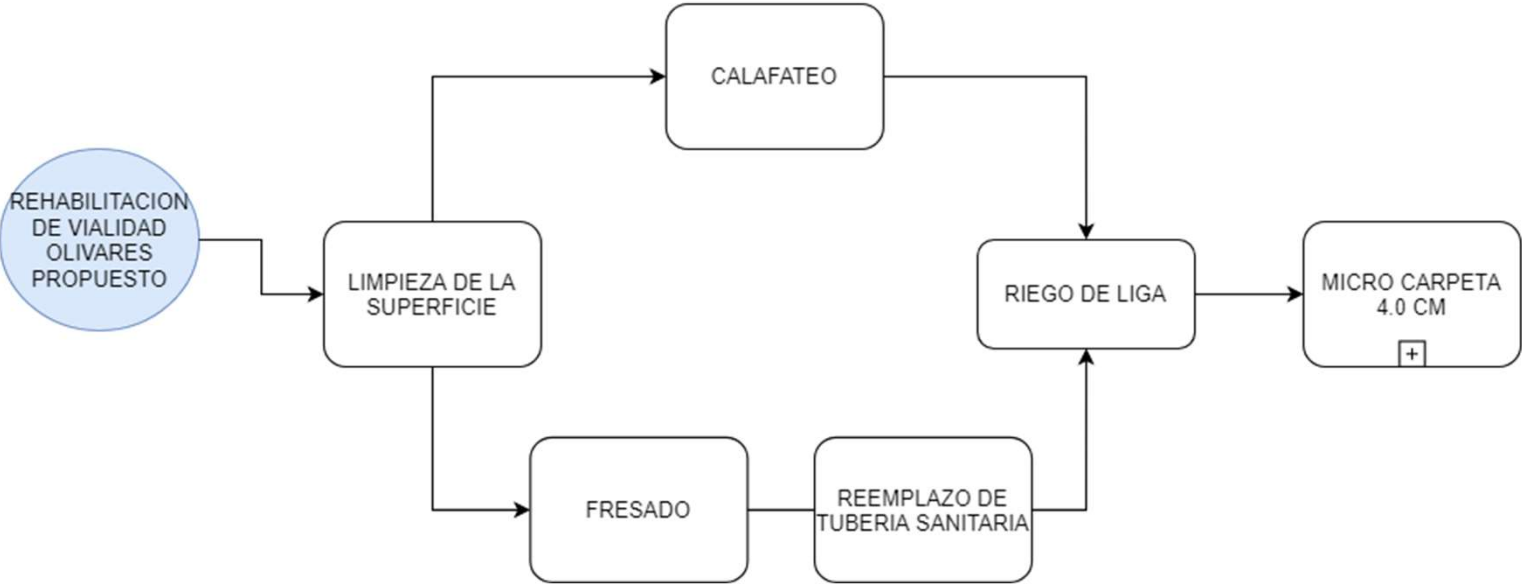 CALAFATEO
REHABILITACION
DE VIALIDAD
OLIVARES
PROPUESTO
LIMPIEZA DE LA
SUPERFICIE
RIEGO DE LIGA
MICRO CARPETA
4.0 CM
+
FRESADO
REEMPLAZO DE
TUBERIA SANITARIA